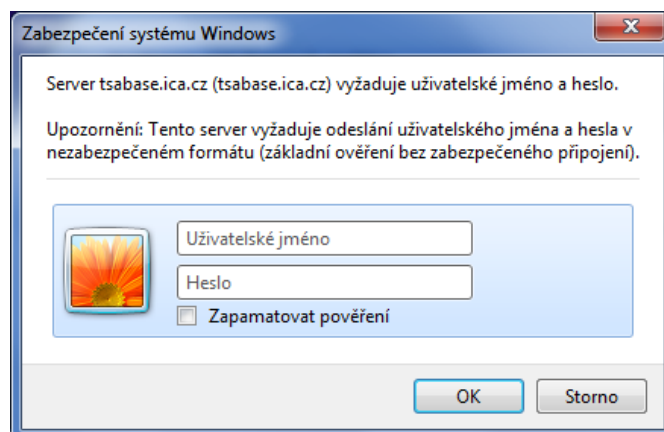 Zabezpečení systému Windows
Server tsabase.ica.cz (tsabase.ica.cz) vyžaduje uživatelské jméno a heslo.
Upozornění: Tento server vyžaduje odeslání uživatelského jména a hesla v
nezabezpečeném formátu (základní ověření bez zabezpečeného připojení).
Uživatelské jméno
Heslo
Zapamatovat pověření
OK
Storno